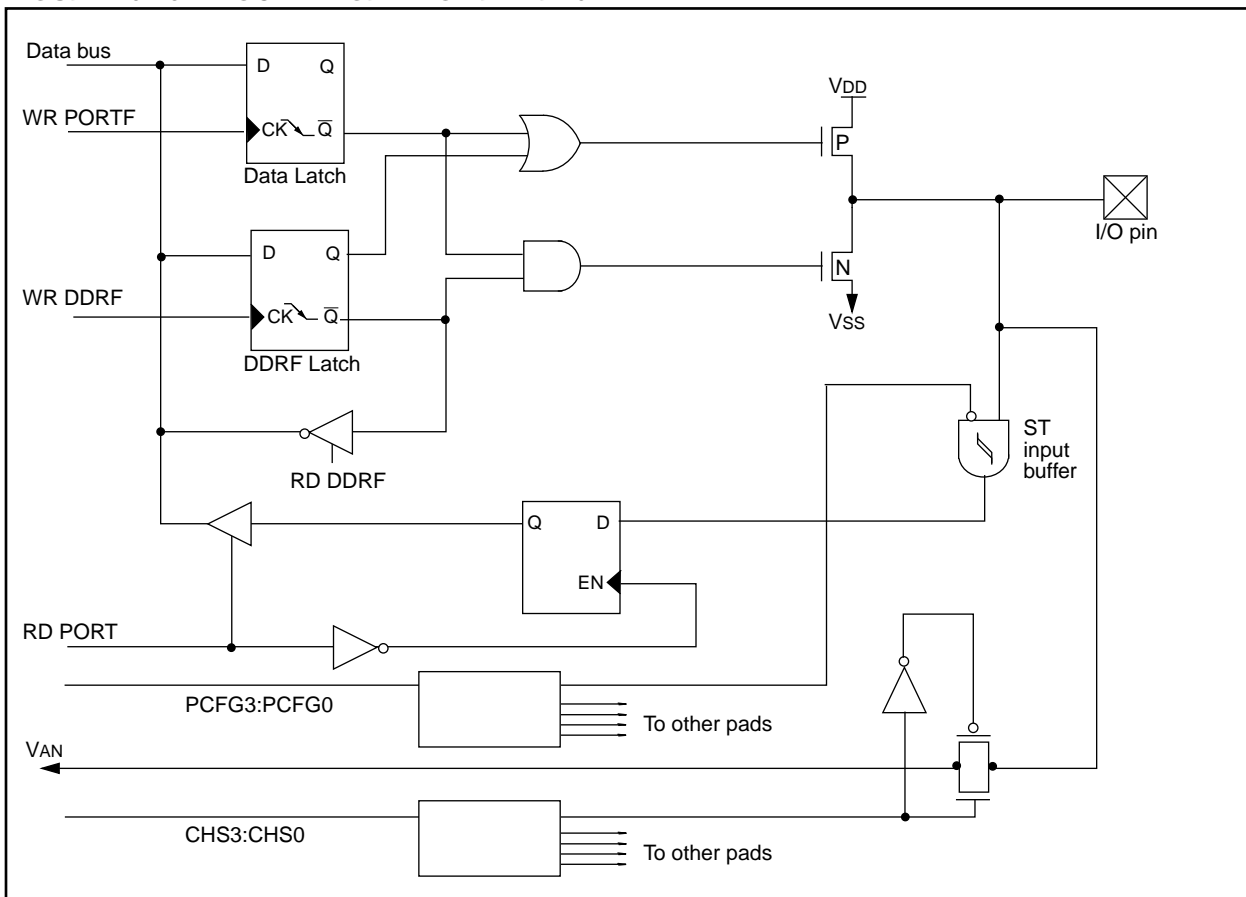 Data bus
D Q
WR PORTF
CK Q
Data Latch
VDD
P
I/O pin
D Q
N
WR DDRF
CK Q
DDRF Latch
VSS
ST
input
buffer
RD DDRF
Q D
EN
RD PORT
PCFG3:PCFG0
To other pads
VAN
CHS3:CHS0
To other pads